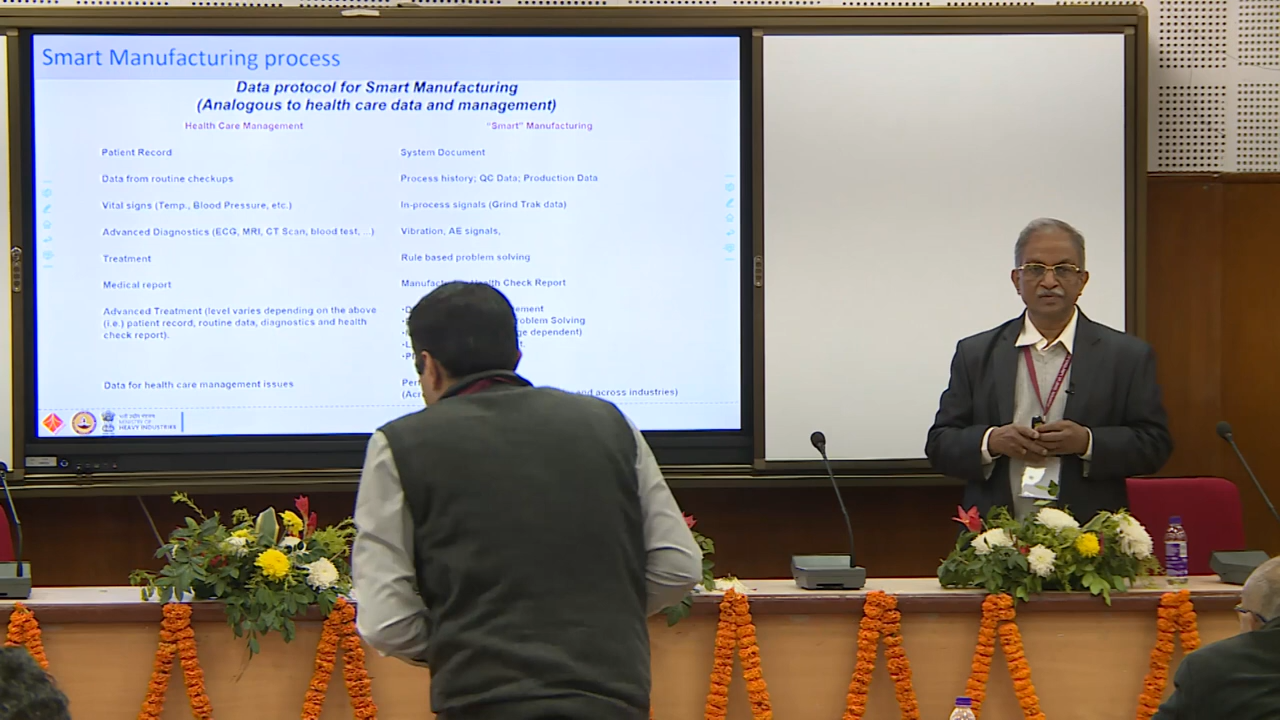 Smart Manufacturing process
Data protocol for Smart Manufacturing
(Analogous to health care data and management)
Health Care Management
"Smart" Manufacturing
Patient Record
System Document
Data from routine checkups
Process history; QC Data; Production Data
Vital signs (Temp., Blood Pressure, etc.)
In-process signals (Grind Trak data)
Advanced Diagnostics (ECG, MRI, CT Scan, blood test, ...)
Vibration, AE signals,
Treatment
Rule based problem solving
Medical report
Health Check Report
Advanced Treatment (level varies depending on the above
(i.e.) patient record, routine data, diagnostics and health
check report).
Problem Solving
dependent)
Data for health care management issues
and across industries)
MINISTRY OF
HEAVY INDUSTRIES